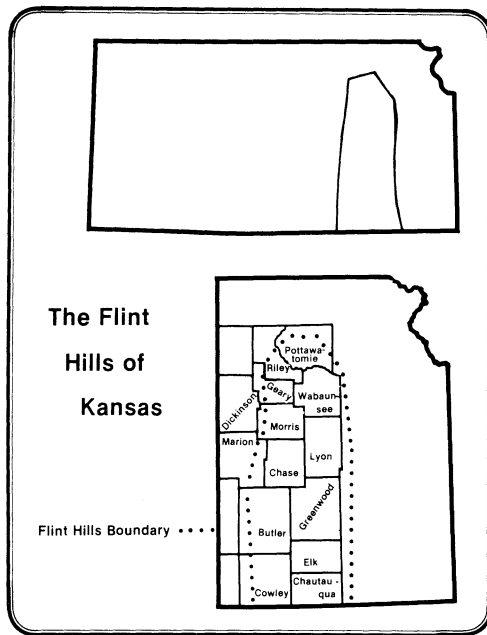 The Flint
Hills of
Kansas
Flint Hills Boundary
Pottawa-
tomie
Riley
Geary
Wabaun-
see
Dickinson
Morris
Marion
Lyon
Chase
Greenwood
Butler
Elk
Chautau-
qua
Cowley